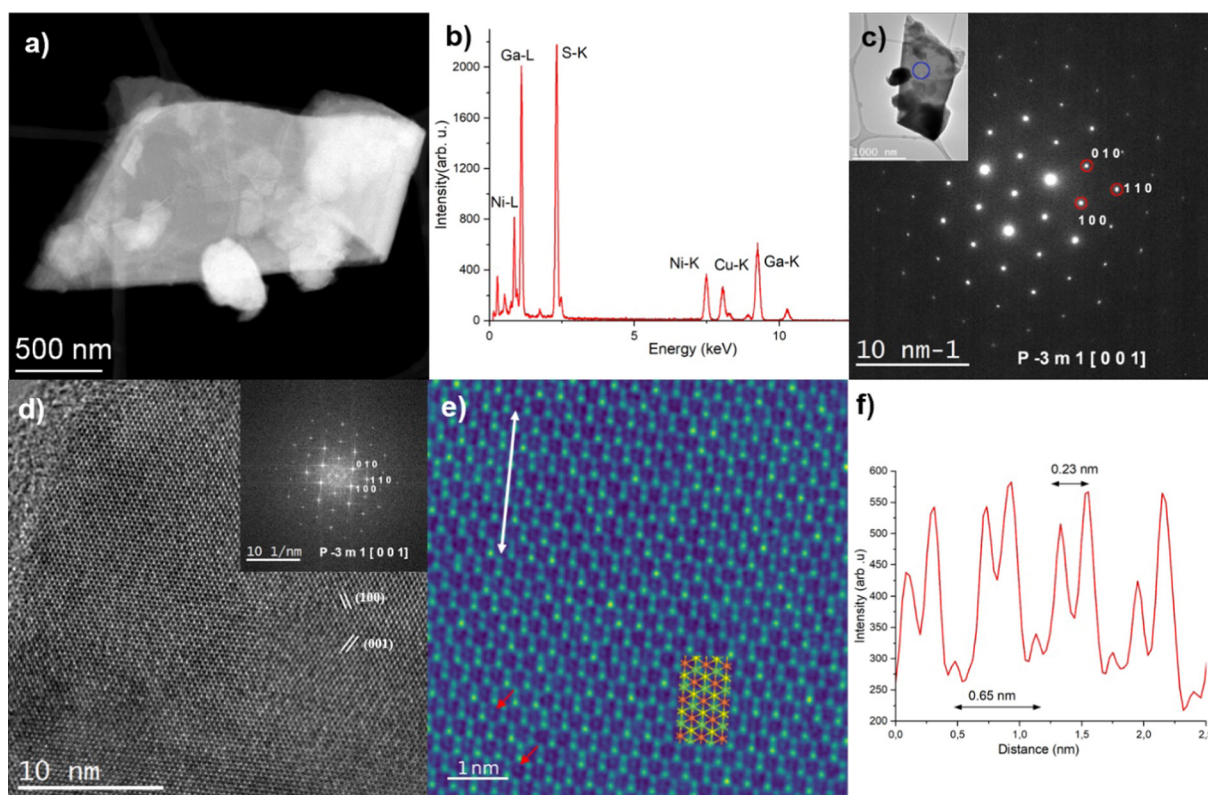 a)
500 nm
b)
Intensity(arb. u.)
2000
1600
1200
800
400
0
Ga-L
S-K
Ni-L
Ni-K
Cu-K
Ga-K
0
5
10
Energy (keV)
c)
1000 nm
0 1 0
1 1 0
1 0 0
10 nm-1
P -3 m 1 [ 0 0 1 ]
d)
0 1 0
1 1 0
1 0 0
10 1/nm
P -3 m 1 [ 0 0 1 ]
(100)
(001)
10 nm
e)
1 nm
f)
Intensity (arb .u)
600
550
500
450
400
350
300
250
200
0.23 nm
0.65 nm
0,0
0,5
1,0
1,5
2,0
2,5
Distance (nm)